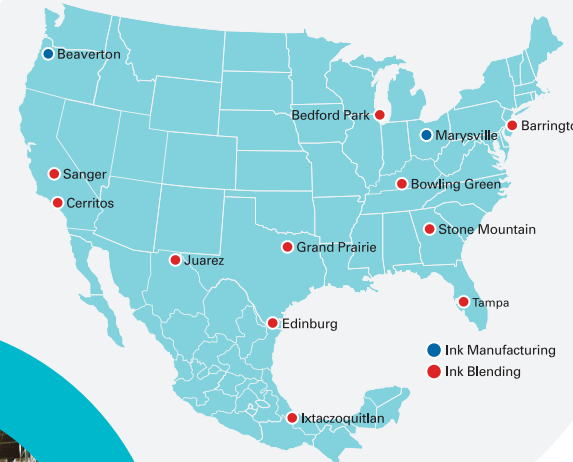 Beaverton
Bedford Park
Barringto
Marysville
Sanger
Bowling Green
Cerritos
Stone Mountain
Grand Prairie
Juarez
Tampa
Edinburg
Ink Manufacturing
Ink Blending
Ixtaczoquitlan